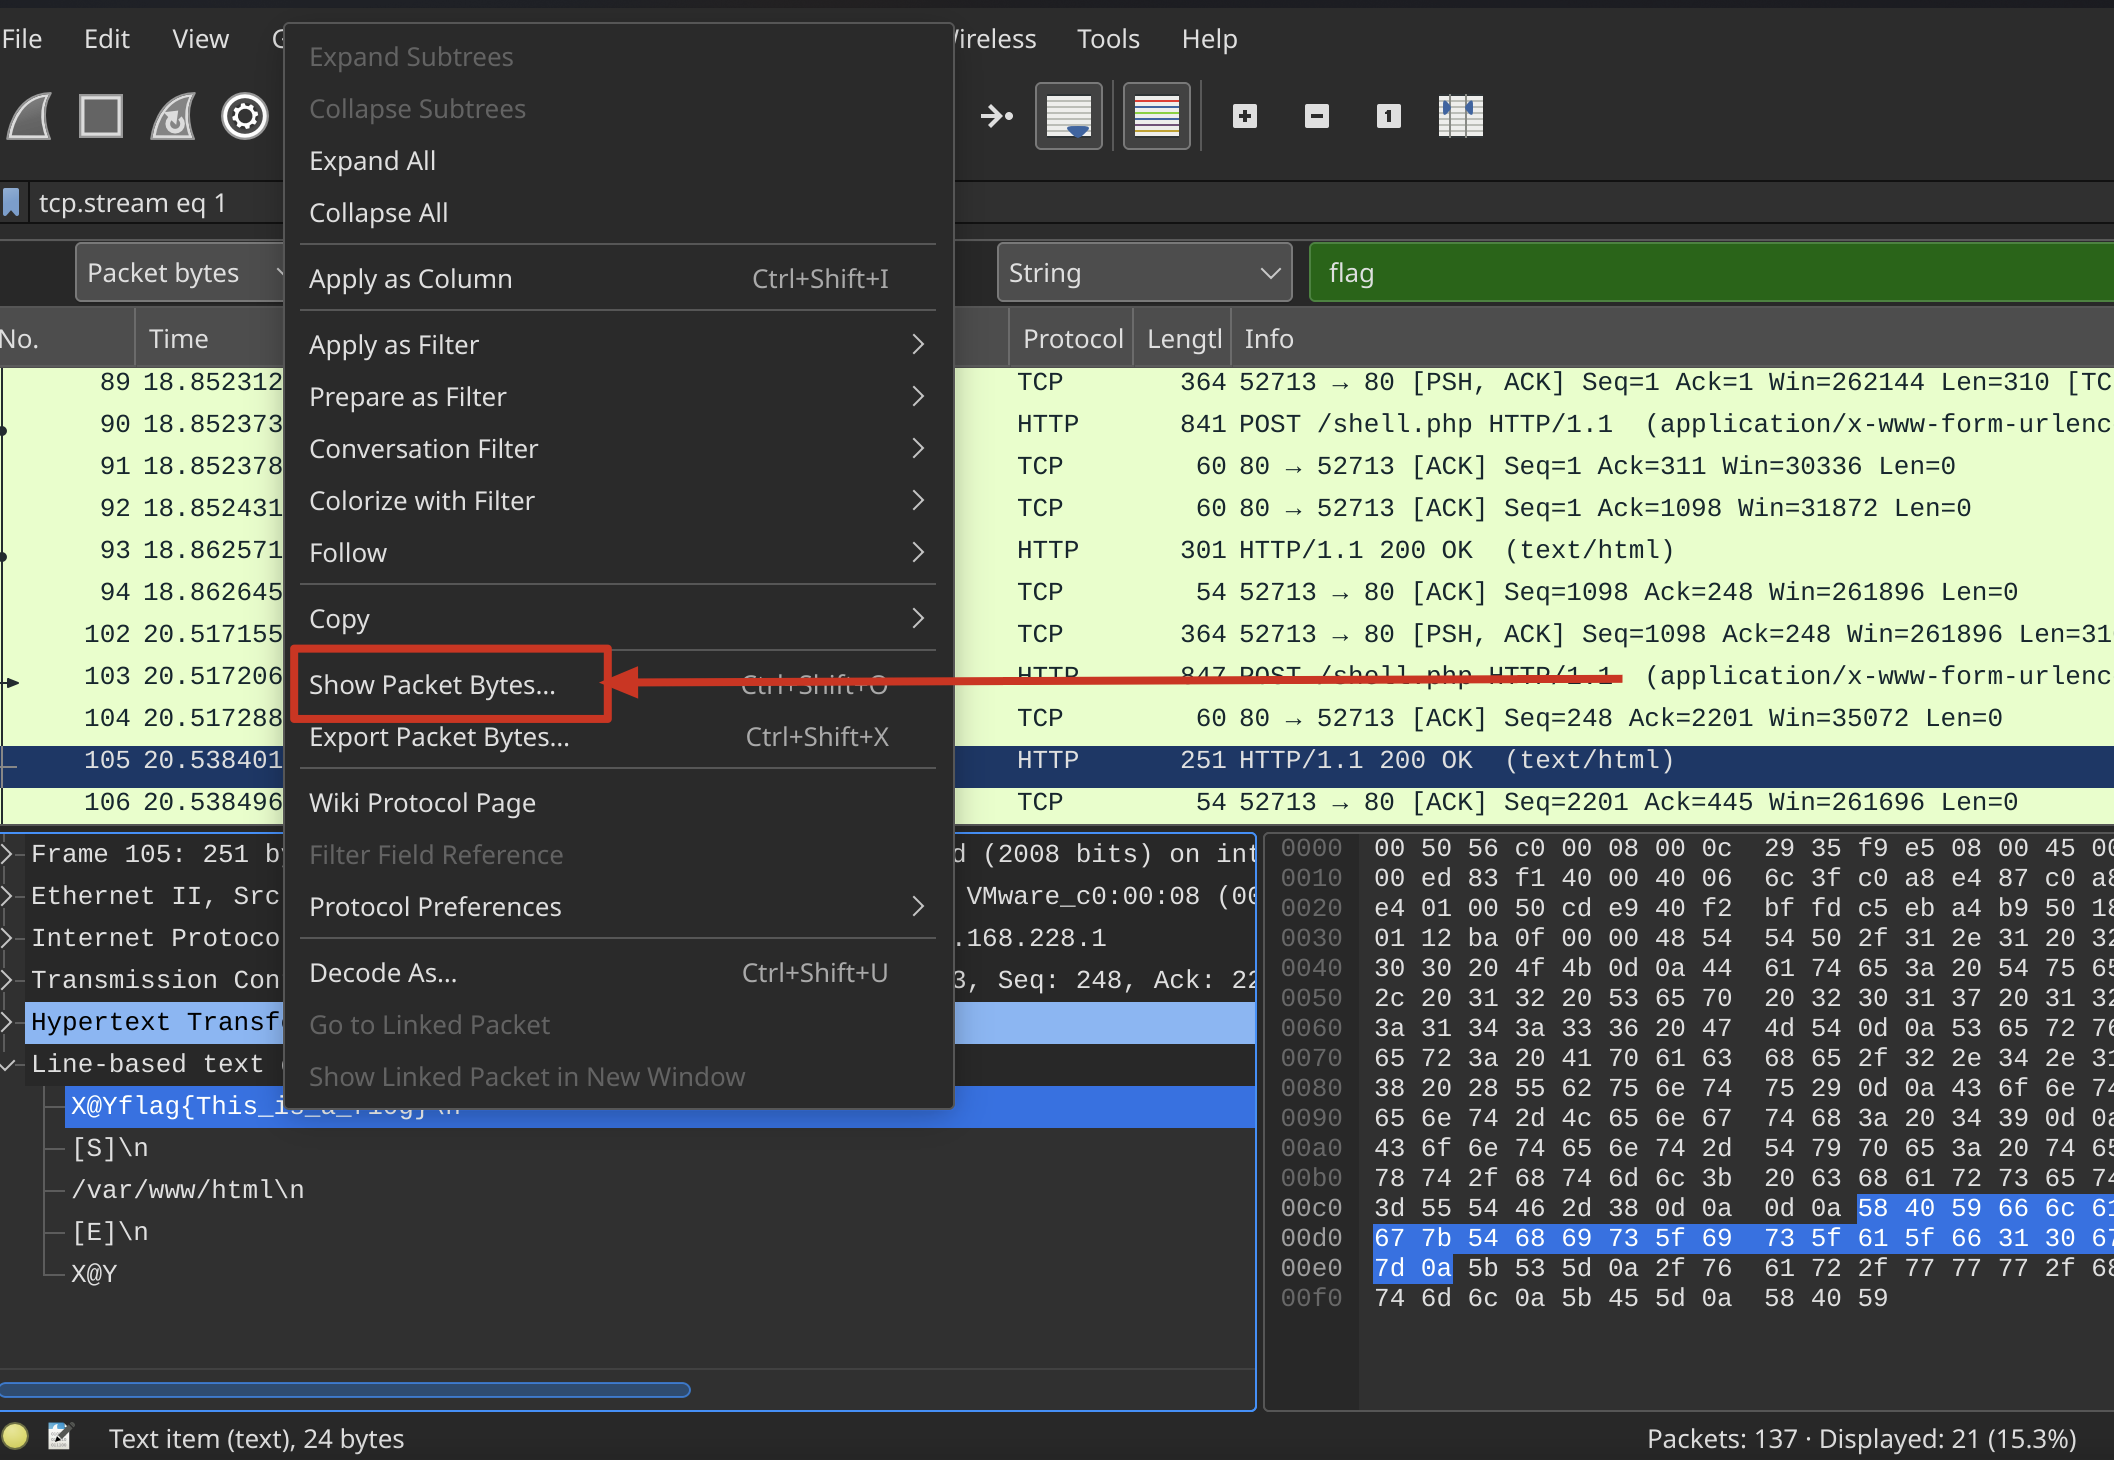 File Edit View Wireless Tools Help
tcp.stream eq 1
Packet bytes String flag
No. Time Protocol Lengtl Info
Expand Subtrees
Collapse Subtrees
Expand All
Collapse All
Apply as Column Ctrl+Shift+I
Apply as Filter
Prepare as Filter
Conversation Filter
Colorize with Filter
Follow
Copy
Show Packet Bytes... Ctrl+Shift+O
Export Packet Bytes... Ctrl+Shift+X
Wiki Protocol Page
Filter Field Reference
Protocol Preferences
Decode As... Ctrl+Shift+U
Go to Linked Packet
Show Linked Packet in New Window
89 18.852312 TCP 364 52713 → 80 [PSH, ACK] Seq=1 Ack=1 Win=262144 Len=310 [TC
90 18.852373 HTTP 841 POST /shell.php HTTP/1.1 (application/x-www-form-urlenc
91 18.852378 TCP 60 80 → 52713 [ACK] Seq=1 Ack=311 Win=30336 Len=0
92 18.852431 TCP 60 80 → 52713 [ACK] Seq=1 Ack=1098 Win=31872 Len=0
93 18.862571 HTTP 301 HTTP/1.1 200 OK (text/html)
94 18.862645 TCP 54 52713 → 80 [ACK] Seq=1098 Ack=248 Win=261896 Len=0
102 20.517155 TCP 364 52713 → 80 [PSH, ACK] Seq=1098 Ack=248 Win=261896 Len=31
103 20.517206 HTTP 847 POST /shell.php HTTP/1.1 (application/x-www-form-urlenc
104 20.517288 TCP 60 80 → 52713 [ACK] Seq=248 Ack=2201 Win=35072 Len=0
105 20.538401 HTTP 251 HTTP/1.1 200 OK (text/html)
106 20.538496 TCP 54 52713 → 80 [ACK] Seq=2201 Ack=445 Win=261696 Len=0
Frame 105: 251 by d (2008 bits) on int
Ethernet II, Src VMware_c0:00:08 (00
Internet Protoco .168.228.1
Transmission Con 3, Seq: 248, Ack: 22
Hypertext Transf
Line-based text
X@Yflag{This_is_a_f10g}\n
[S]\n
/var/www/html\n
[E]\n
X@Y
0000 00 50 56 c0 00 08 00 0c 29 35 f9 e5 08 00 45 00
0010 00 ed 83 f1 40 00 40 06 6c 3f c0 a8 e4 87 c0 a8
0020 e4 01 00 50 cd e9 40 f2 bf fd c5 eb a4 b9 50 18
0030 01 12 ba 0f 00 00 48 54 54 50 2f 31 2e 31 20 32
0040 30 30 20 4f 4b 0d 0a 44 61 74 65 3a 20 54 75 65
0050 2c 20 31 32 20 53 65 70 20 32 30 31 37 20 31 32
0060 3a 31 34 3a 33 36 20 47 4d 54 0d 0a 53 65 72 76
0070 65 72 3a 20 41 70 61 63 68 65 2f 32 2e 34 2e 31
0080 38 20 28 55 62 75 6e 74 75 29 0d 0a 43 6f 6e 74
0090 65 6e 74 2d 4c 65 6e 67 74 68 3a 20 34 39 0d 0a
00a0 43 6f 6e 74 65 6e 74 2d 54 79 70 65 3a 20 74 65
00b0 78 74 2f 68 74 6d 6c 3b 20 63 68 61 72 73 65 74
00c0 3d 55 54 46 2d 38 0d 0a 0d 0a 58 40 59 66 6c 61
00d0 67 7b 54 68 69 73 5f 69 73 5f 61 5f 66 31 30 67
00e0 7d 0a 5b 53 5d 0a 2f 76 61 72 2f 77 77 77 2f 68
00f0 74 6d 6c 0a 5b 45 5d 0a 58 40 59
Text item (text), 24 bytes Packets: 137 · Displayed: 21 (15.3%)